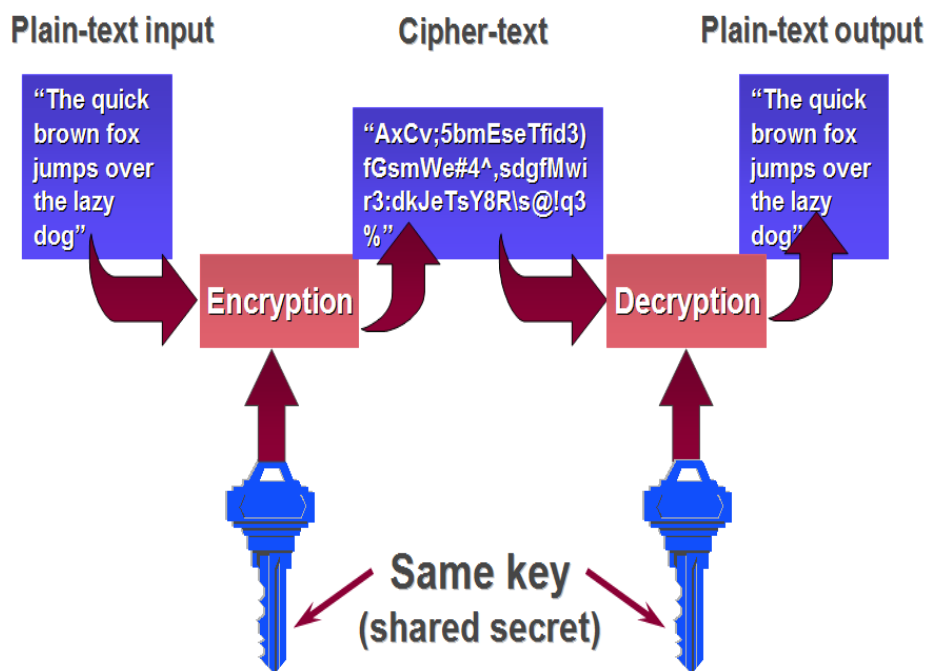 Plain-text input
Cipher-text
Plain-text output
“The quick
brown fox
jumps over
the lazy
dog”
“AxCv;5bmEseTfid3)
fGsmWe#4^,sdgfMwi
r3:dkJeTsY8R\s@!q3
%”
“The quick
brown fox
jumps over
the lazy
dog”
Encryption
Decryption
Same key
(shared secret)